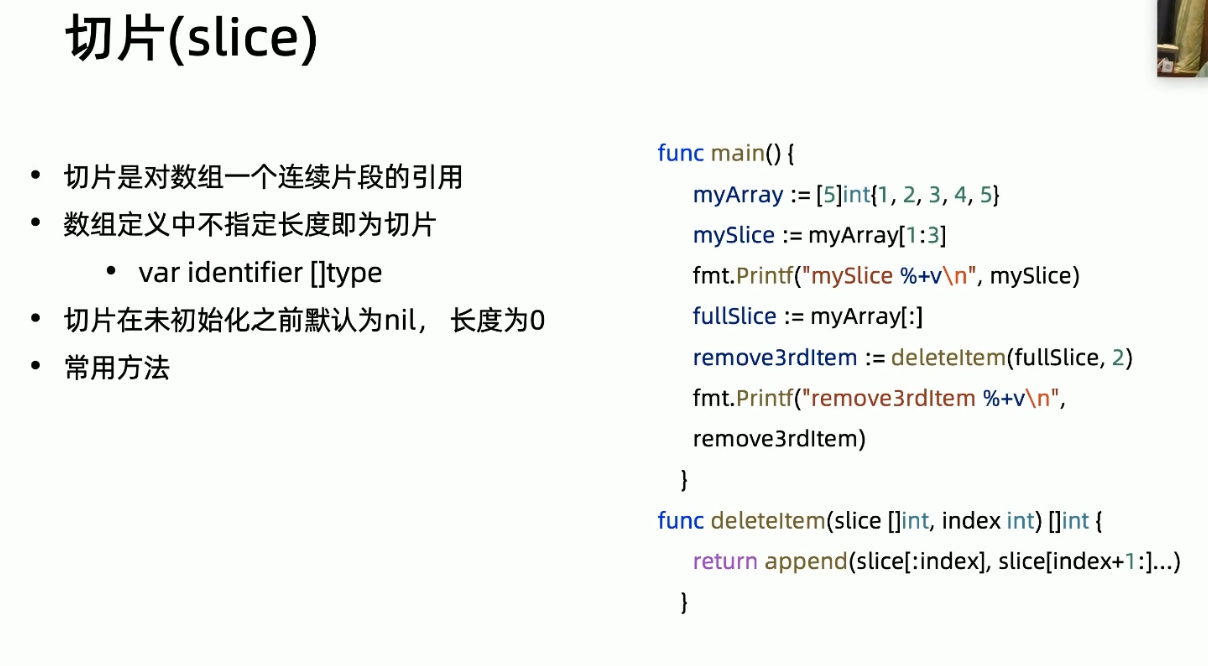 切片(slice)
• 切片是对数组一个连续片段的引用
• 数组定义中不指定长度即为切片
• var identifier []type
• 切片在未初始化之前默认为nil， 长度为0
• 常用方法
func main() {
myArray := [5]int{1, 2, 3, 4, 5}
mySlice := myArray[1:3]
fmt.Printf("mySlice %+v\n", mySlice)
fullSlice := myArray[:]
remove3rdItem := deleteItem(fullSlice, 2)
fmt.Printf("remove3rdItem %+v\n",
remove3rdItem)
}
func deleteItem(slice []int, index int) []int {
return append(slice[:index], slice[index+1:]...)
}